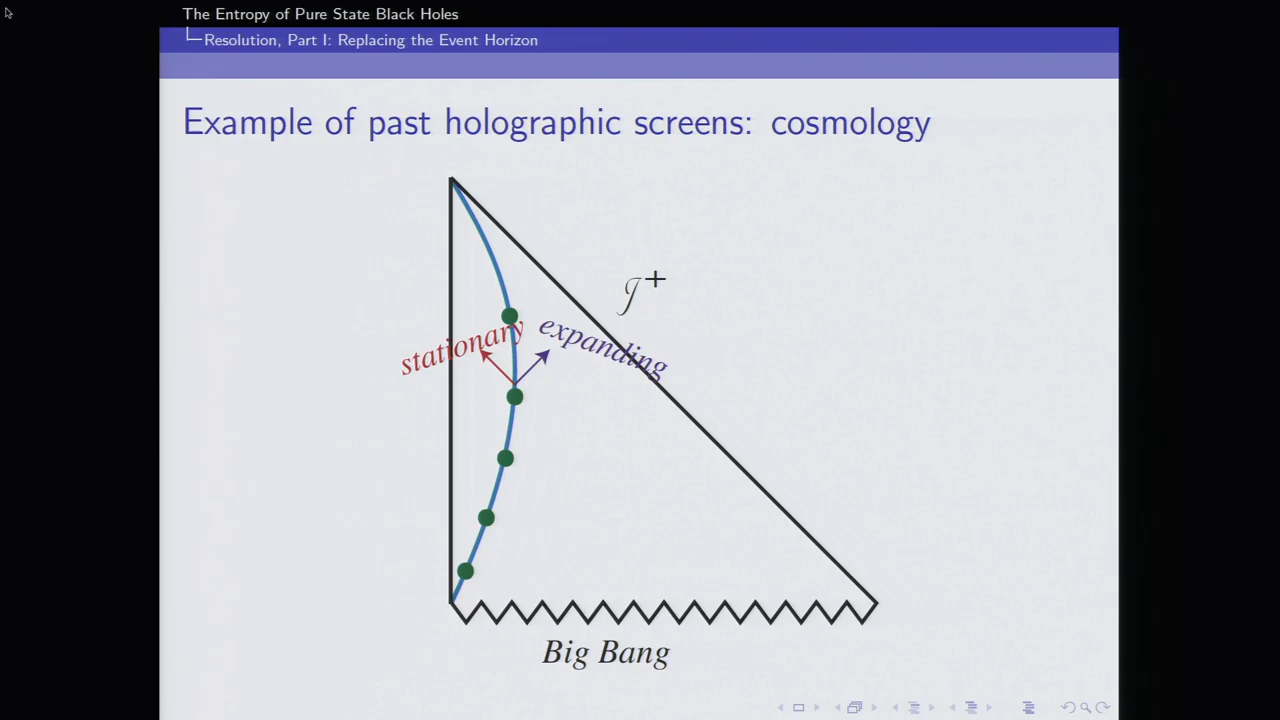 The Entropy of Pure State Black Holes
Resolution, Part I: Replacing the Event Horizon
Example of past holographic screens: cosmology
ℐ+
stationary
expanding
Big Bang